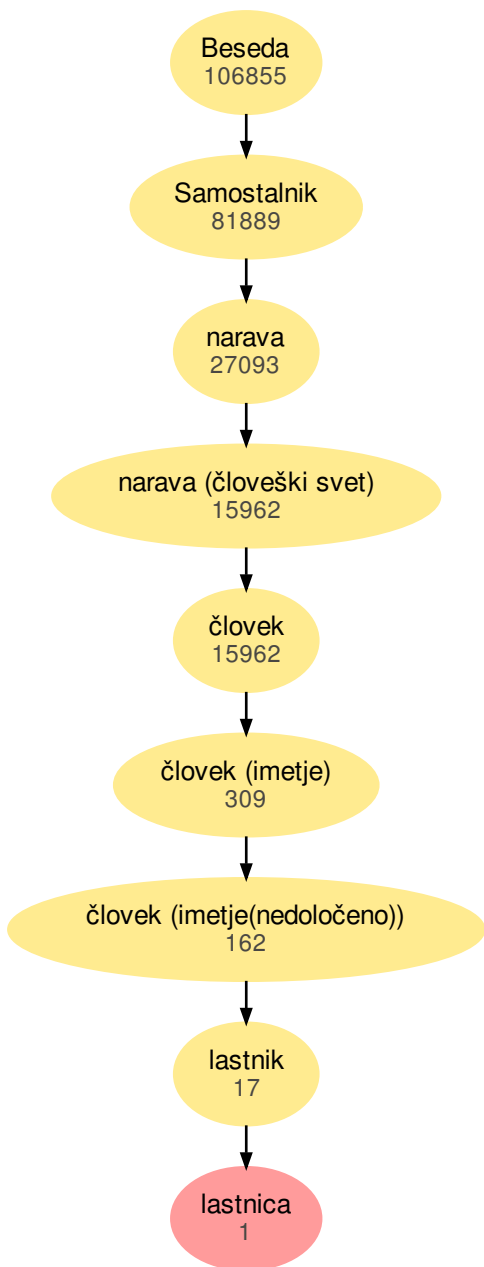 Beseda
106855
Samostalnik
81889
narava
27093
narava (človeški svet)
15962
človek
15962
človek (imetje)
309
človek (imetje(nedoločeno))
162
lastnik
17
lastnica
1